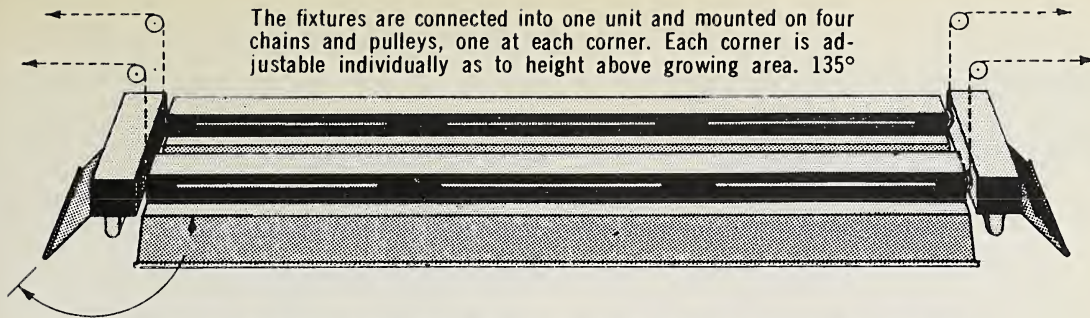 The fixtures are connected into one unit and mounted on four
chains and pulleys, one at each corner. Each corner is ad-
justable individually as to height above growing area. 135°